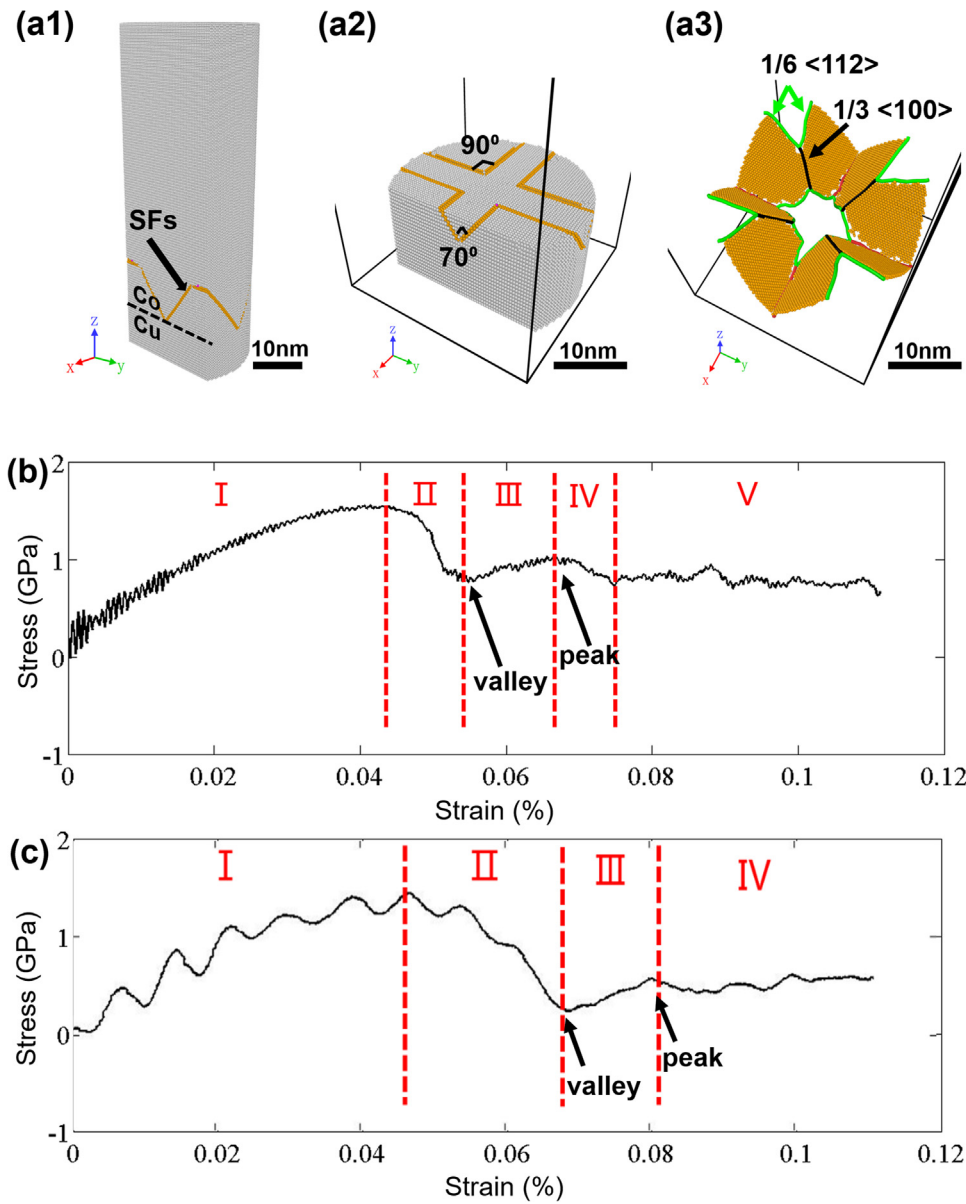 (a1)
(a2)
(a3)
SFs
Co
Cu
z
x
y
10nm
90⁰
70⁰
z
x
y
10nm
1/6 <112>
1/3 <100>
z
x
y
10nm
(b)
Stress (GPa)
2
1
0
-1
I
II
III
IV
V
valley
peak
0
0.02
0.04
0.06
0.08
0.1
0.12
Strain (%)
(c)
Stress (GPa)
2
1
0
-1
I
II
III
IV
valley
peak
0
0.02
0.04
0.06
0.08
0.1
0.12
Strain (%)